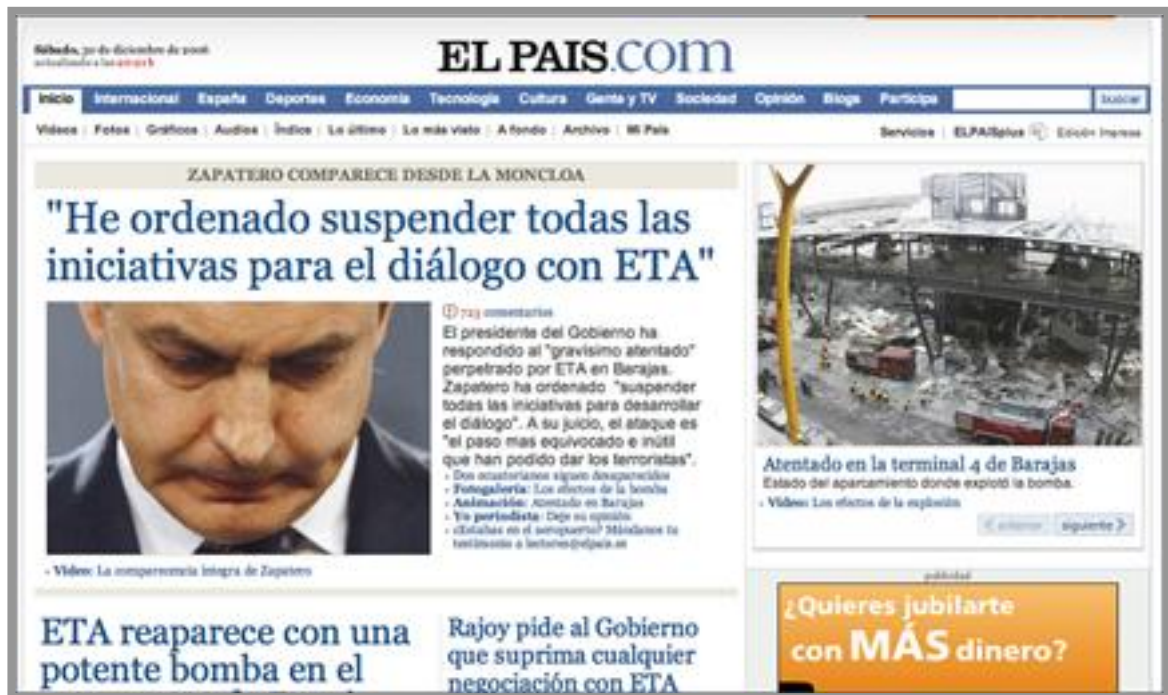 Sábado, 30 de diciembre de 2006
EL PAIS.COM
Inicio Internacional España Deportes Economía Tecnología Cultura Gente y TV Sociedad Opinión Blogs Participa buscar
Vídeos | Fotos | Gráficos | Audios | Índice | Lo último | Lo más visto | A fondo | Archivo | Mi País
Servicios | ELPAISplus | Edición Impresa
ZAPATERO COMPARECE DESDE LA MONCLOA
"He ordenado suspender todas las
iniciativas para el diálogo con ETA"
723 comentarios
El presidente del Gobierno ha
respondido al "gravísimo atentado"
perpetrado por ETA en Barajas.
Zapatero ha ordenado "suspender
todas las iniciativas para desarrollar
el diálogo". A su juicio, el ataque es
"el paso mas equivocado e inútil
que han podido dar los terroristas".
Dos ecuatorianos siguen desaparecidos
Fotogalería: Los efectos de la bomba
Animación: Atentado en Barajas
Yo periodista: Deje su opinión
¿Estabas en el aeropuerto? Mándanos tu
testimonio a lectores@elpais.es
Vídeo: La comparecencia íntegra de Zapatero
Atentado en la terminal 4 de Barajas
Estado del aparcamiento donde explotó la bomba.
Vídeo: Los efectos de la explosión
anterior siguiente
publicidad
¿Quieres jubilarte
con MÁS dinero?
ETA reaparece con una
potente bomba en el
Rajoy pide al Gobierno
que suprima cualquier
negociación con ETA